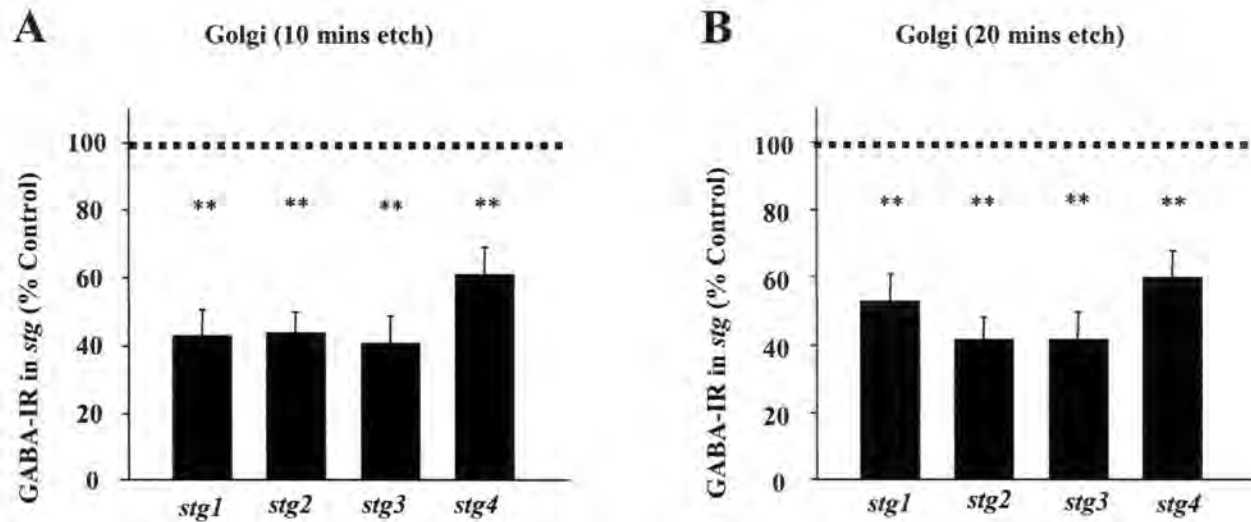 A
Golgi (10 mins etch)
GABA-IR in stg (% Control)
100
80
60
40
20
0
** ** ** **
stg1 stg2 stg3 stg4
B
Golgi (20 mins etch)
GABA-IR in stg (% Control)
100
80
60
40
20
0
** ** ** **
stg1 stg2 stg3 stg4